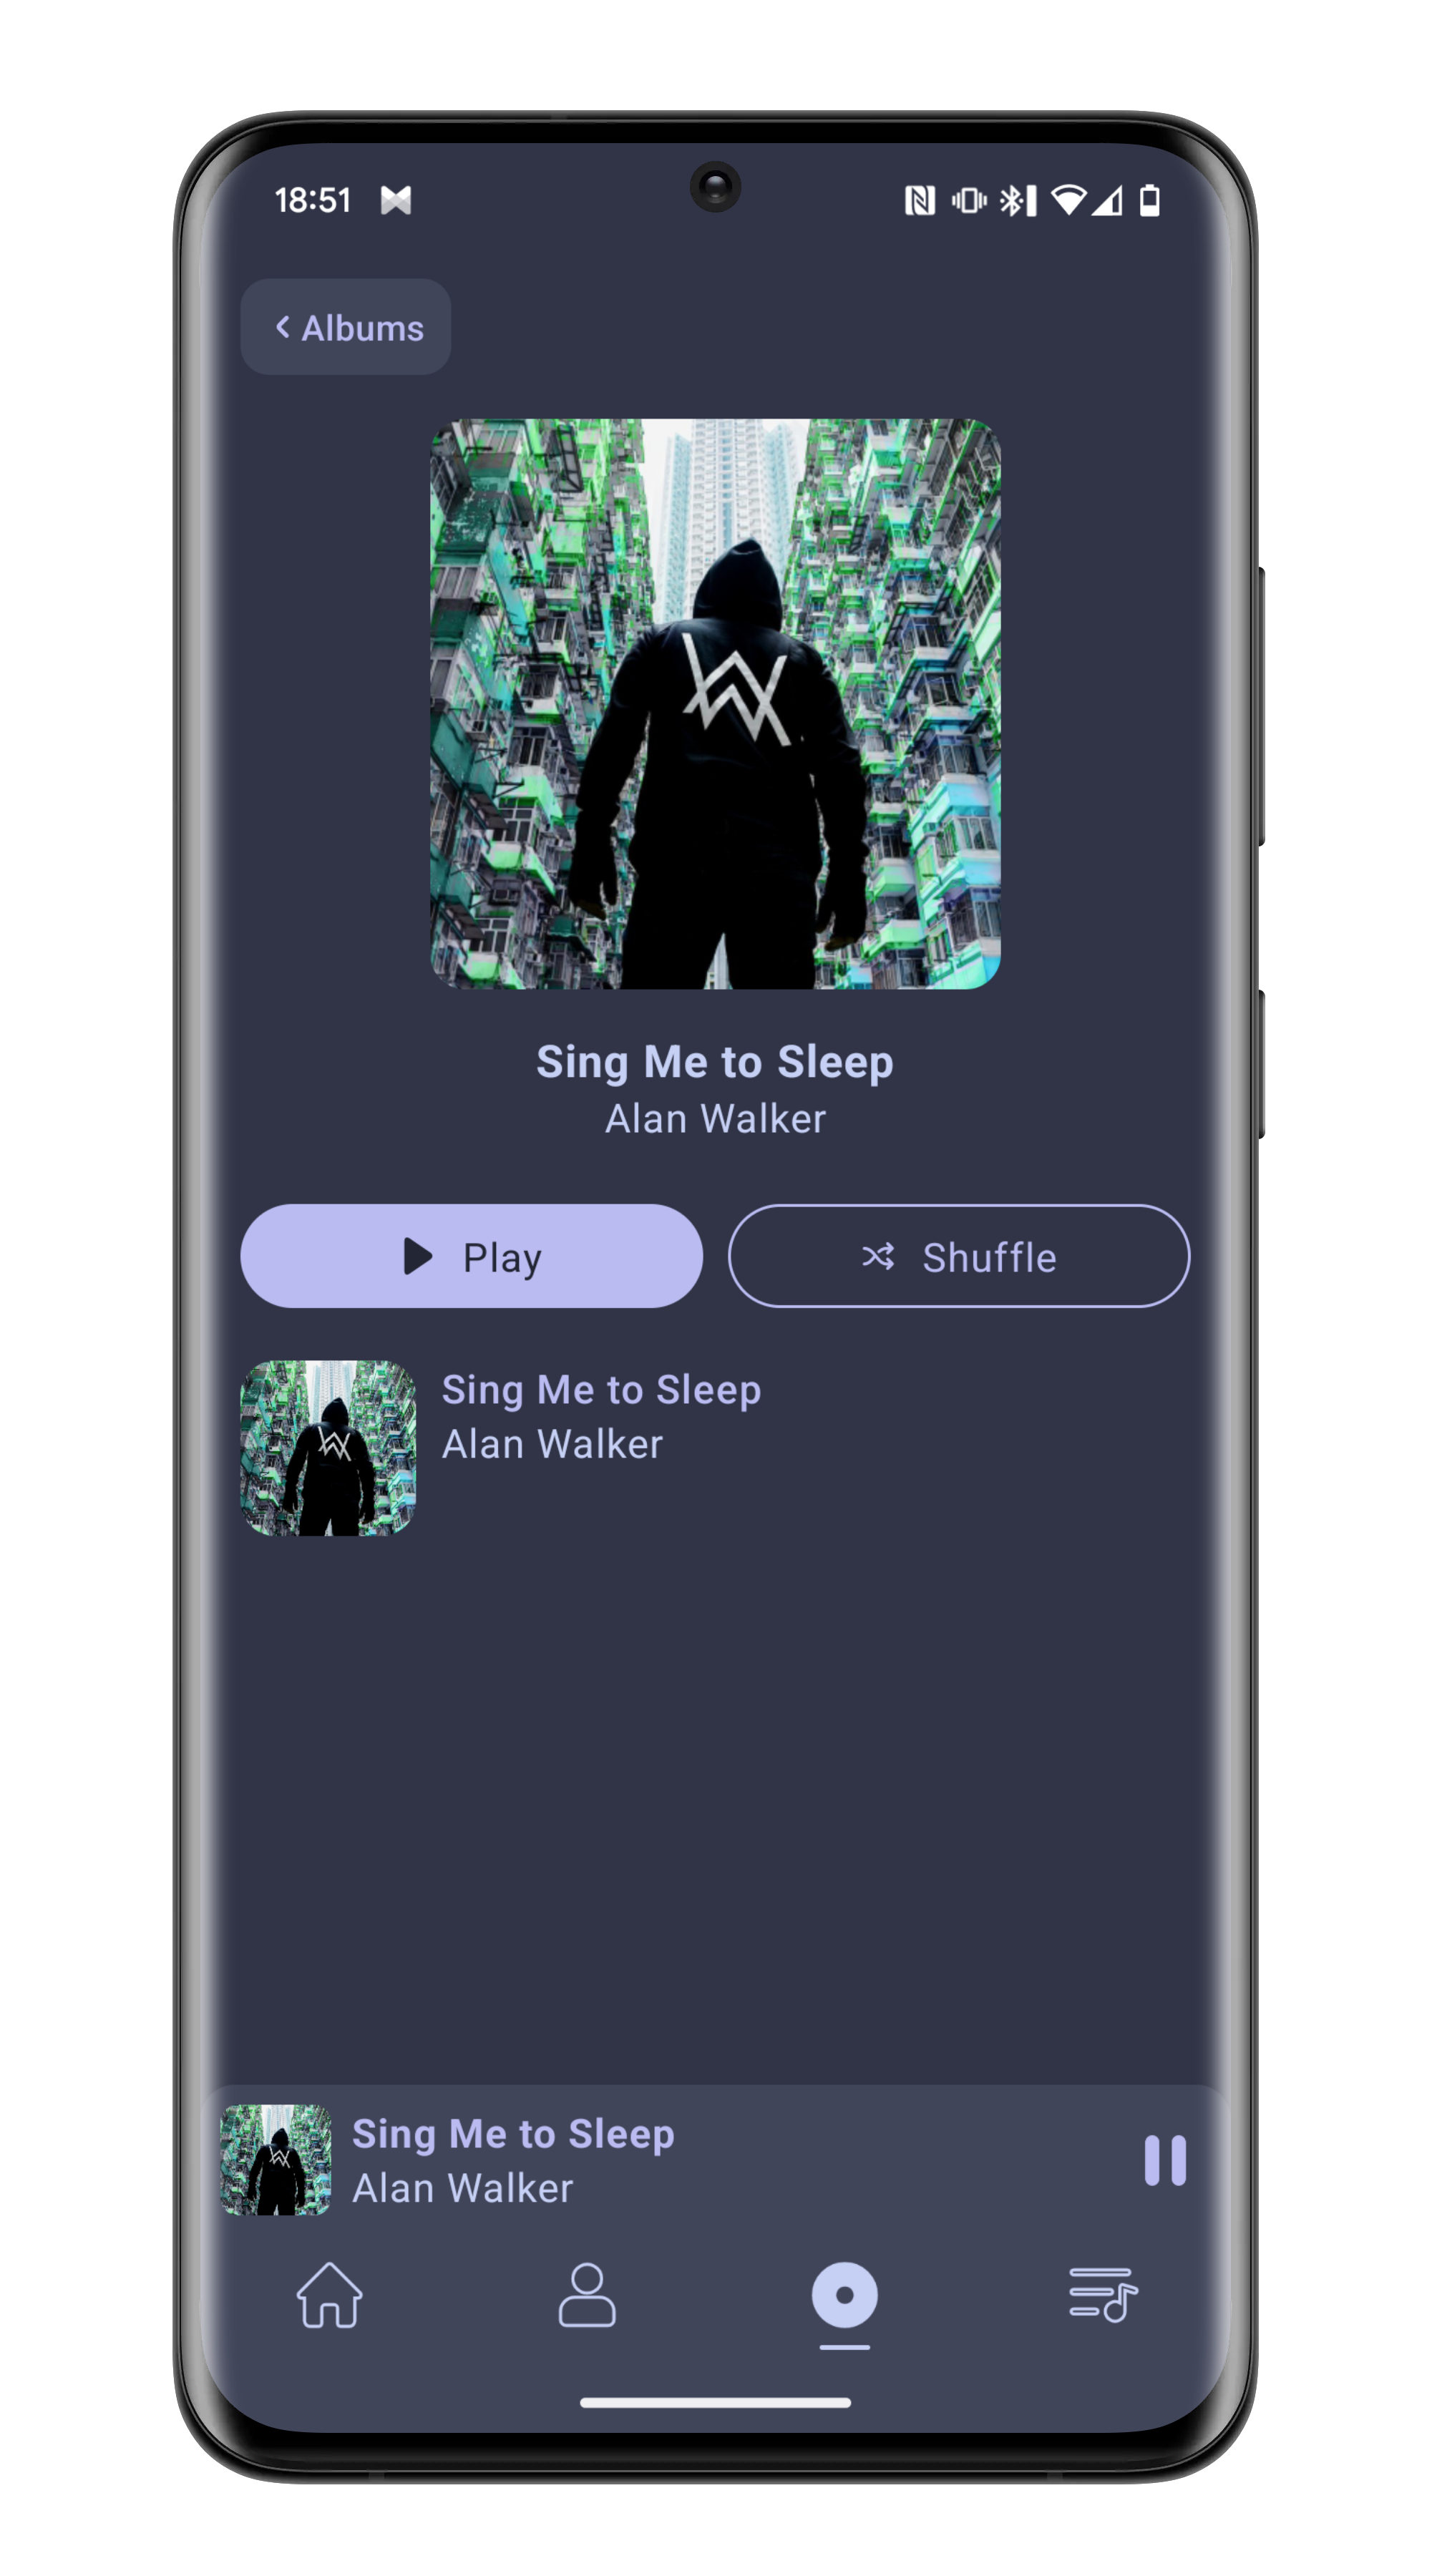 18:51
Albums
Sing Me to Sleep
Alan Walker
Play
Shuffle
Sing Me to Sleep
Alan Walker
Sing Me to Sleep
Alan Walker